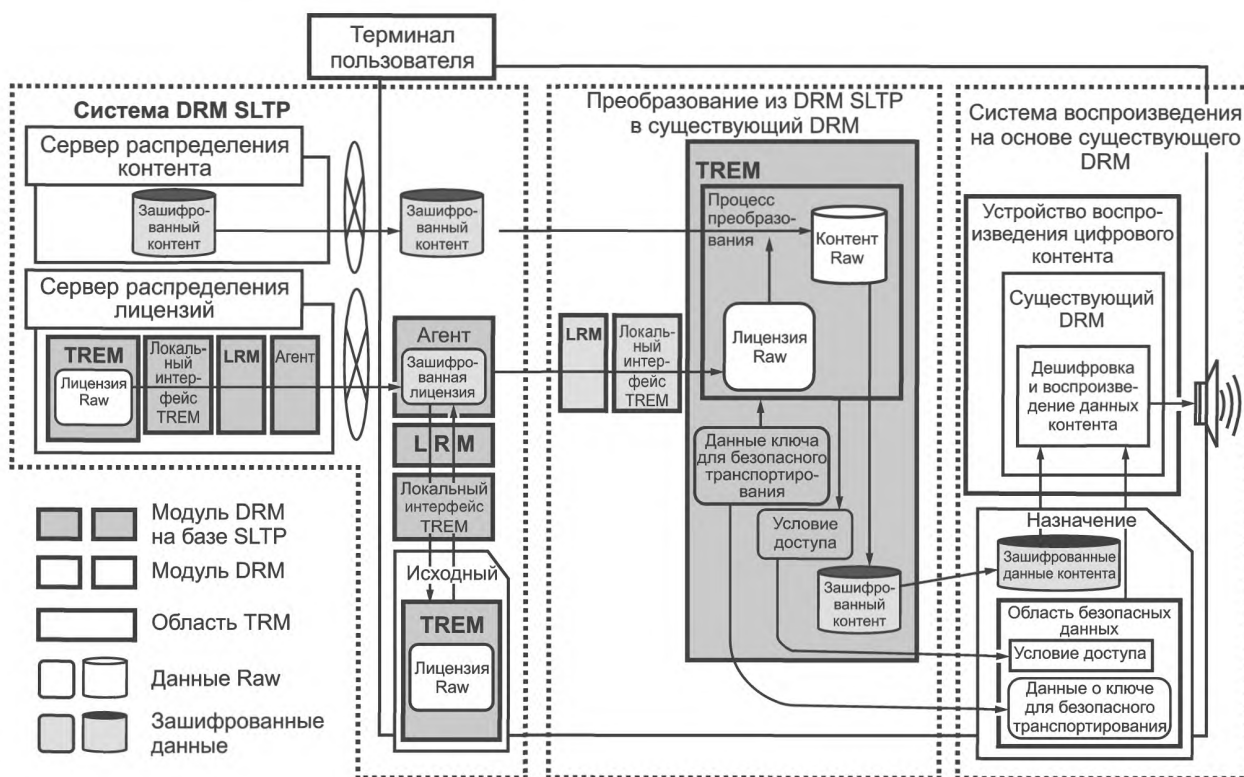 Терминал
пользователя
Система DRM SLTP
Сервер распределения
контента
Зашифро-
ванный
контент
Зашифро-
ванный
контент
Сервер распределения
лицензий
TREM
Лицензия
Raw
Локаль-
ный
интер-
фейс
TREM
LRM
Агент
Агент
Зашифро-
ванная
лицензия
LRM
Локальный
интерфейс
TREM
Исходный
TREM
Лицензия
Raw
Модуль DRM
на базе SLTP
Модуль DRM
Область TRM
Данные Raw
Зашифрованные
данные
Преобразование из DRM SLTP
в существующий DRM
TREM
Процесс
преобразо-
вания
Контент
Raw
Лицензия
Raw
LRM
Локаль-
ный
интер-
фейс
TREM
Данные ключа
для безопасного
транспортиро-
вания
Условие
доступа
Зашифро-
ванный
контент
Система воспроизведения
на основе существующего
DRM
Устройство воспро-
изведения цифрового
контента
Существующий
DRM
Дешифровка
и воспроизве-
дение данных
контента
Назначение
Зашифрованные
данные контента
Область безопасных
данных
Условие доступа
Данные о ключе
для безопасного
транспортирования